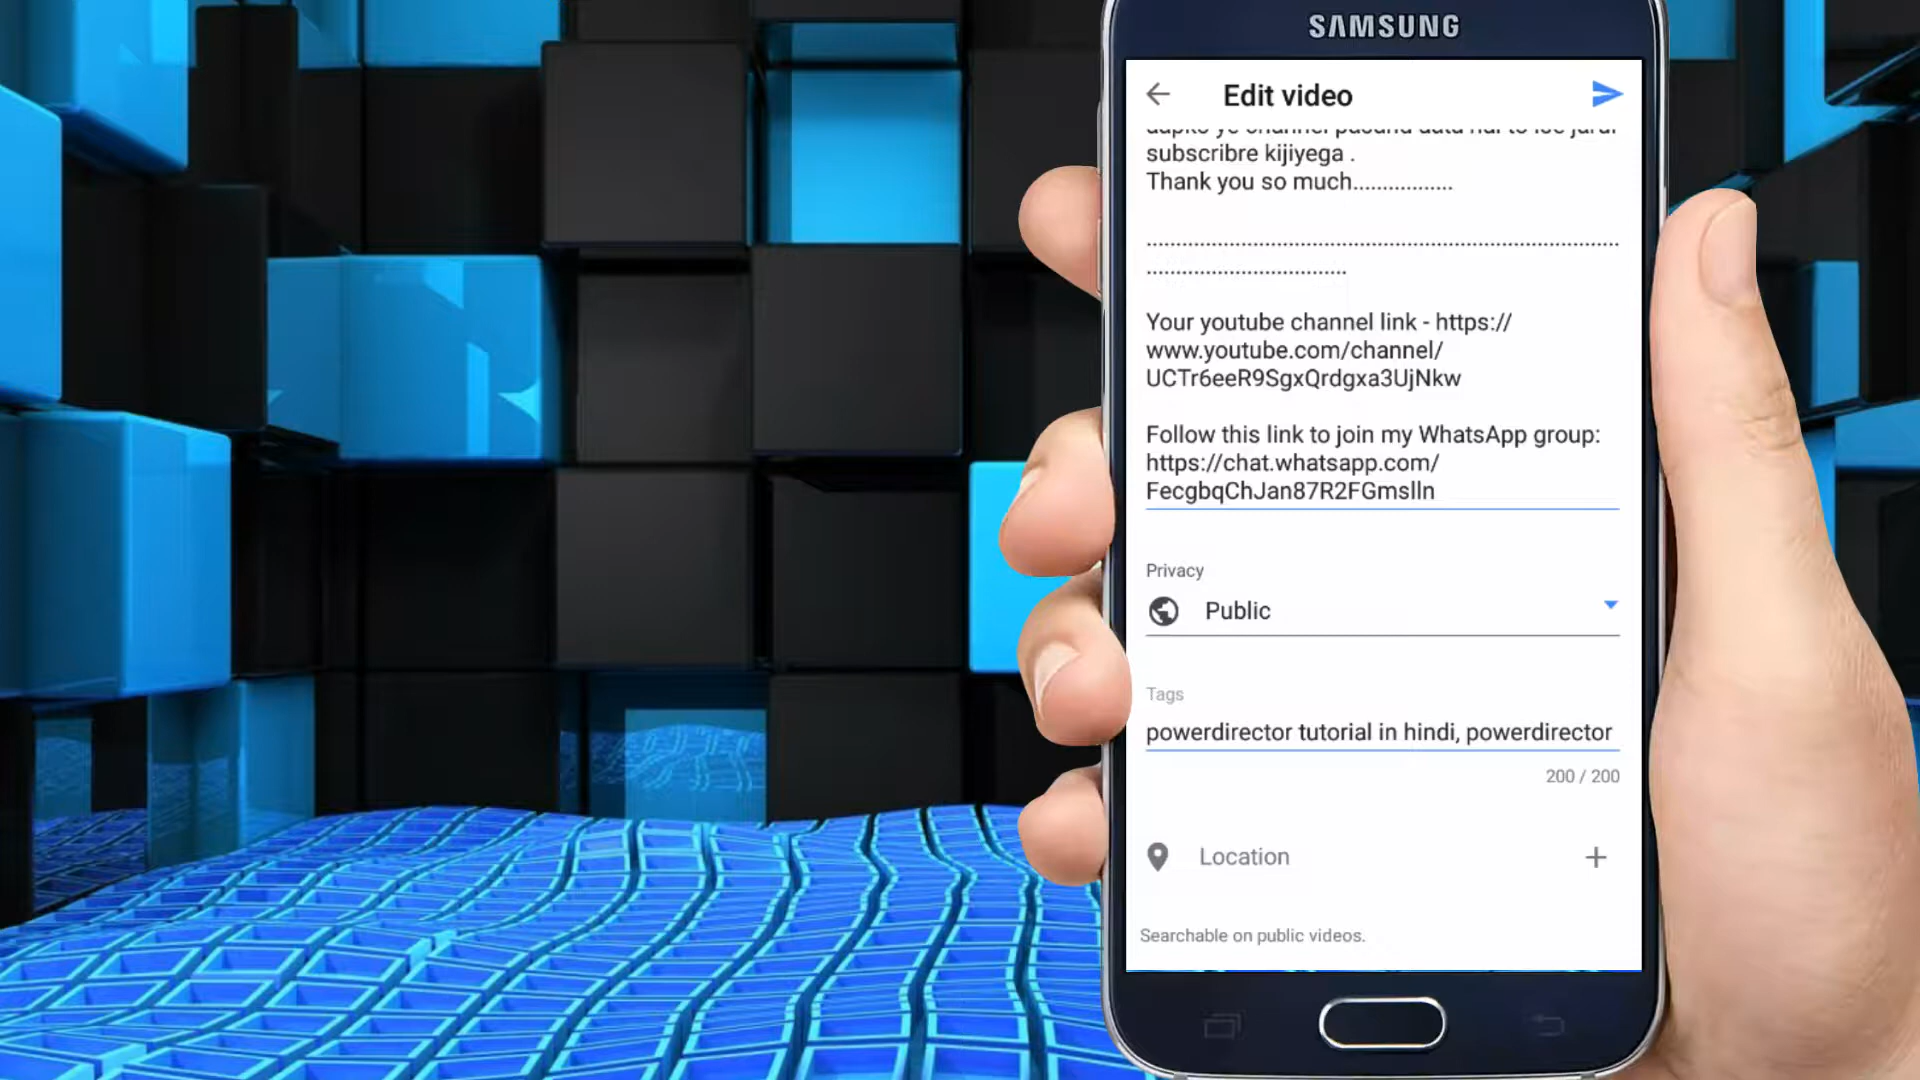 SAMSUNG
Edit video
subscribre kijiyega .
Thank you so much.................
................................................................................
..................................
Your youtube channel link - https://
www.youtube.com/channel/
UCTr6eeR9SgxQrdgxa3UjNkw
Follow this link to join my WhatsApp group:
https://chat.whatsapp.com/
FecgbqChJan87R2FGmslln
Privacy
Public
Tags
powerdirector tutorial in hindi, powerdirector
200 / 200
Location
Searchable on public videos.